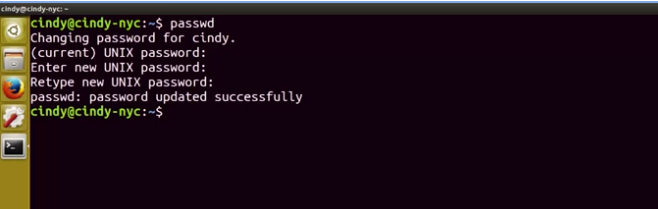 cindy@cindy-nyc: ~
cindy@cindy-nyc:~$ passwd
Changing password for cindy.
(current) UNIX password:
Enter new UNIX password:
Retype new UNIX password:
passwd: password updated successfully
cindy@cindy-nyc:~$